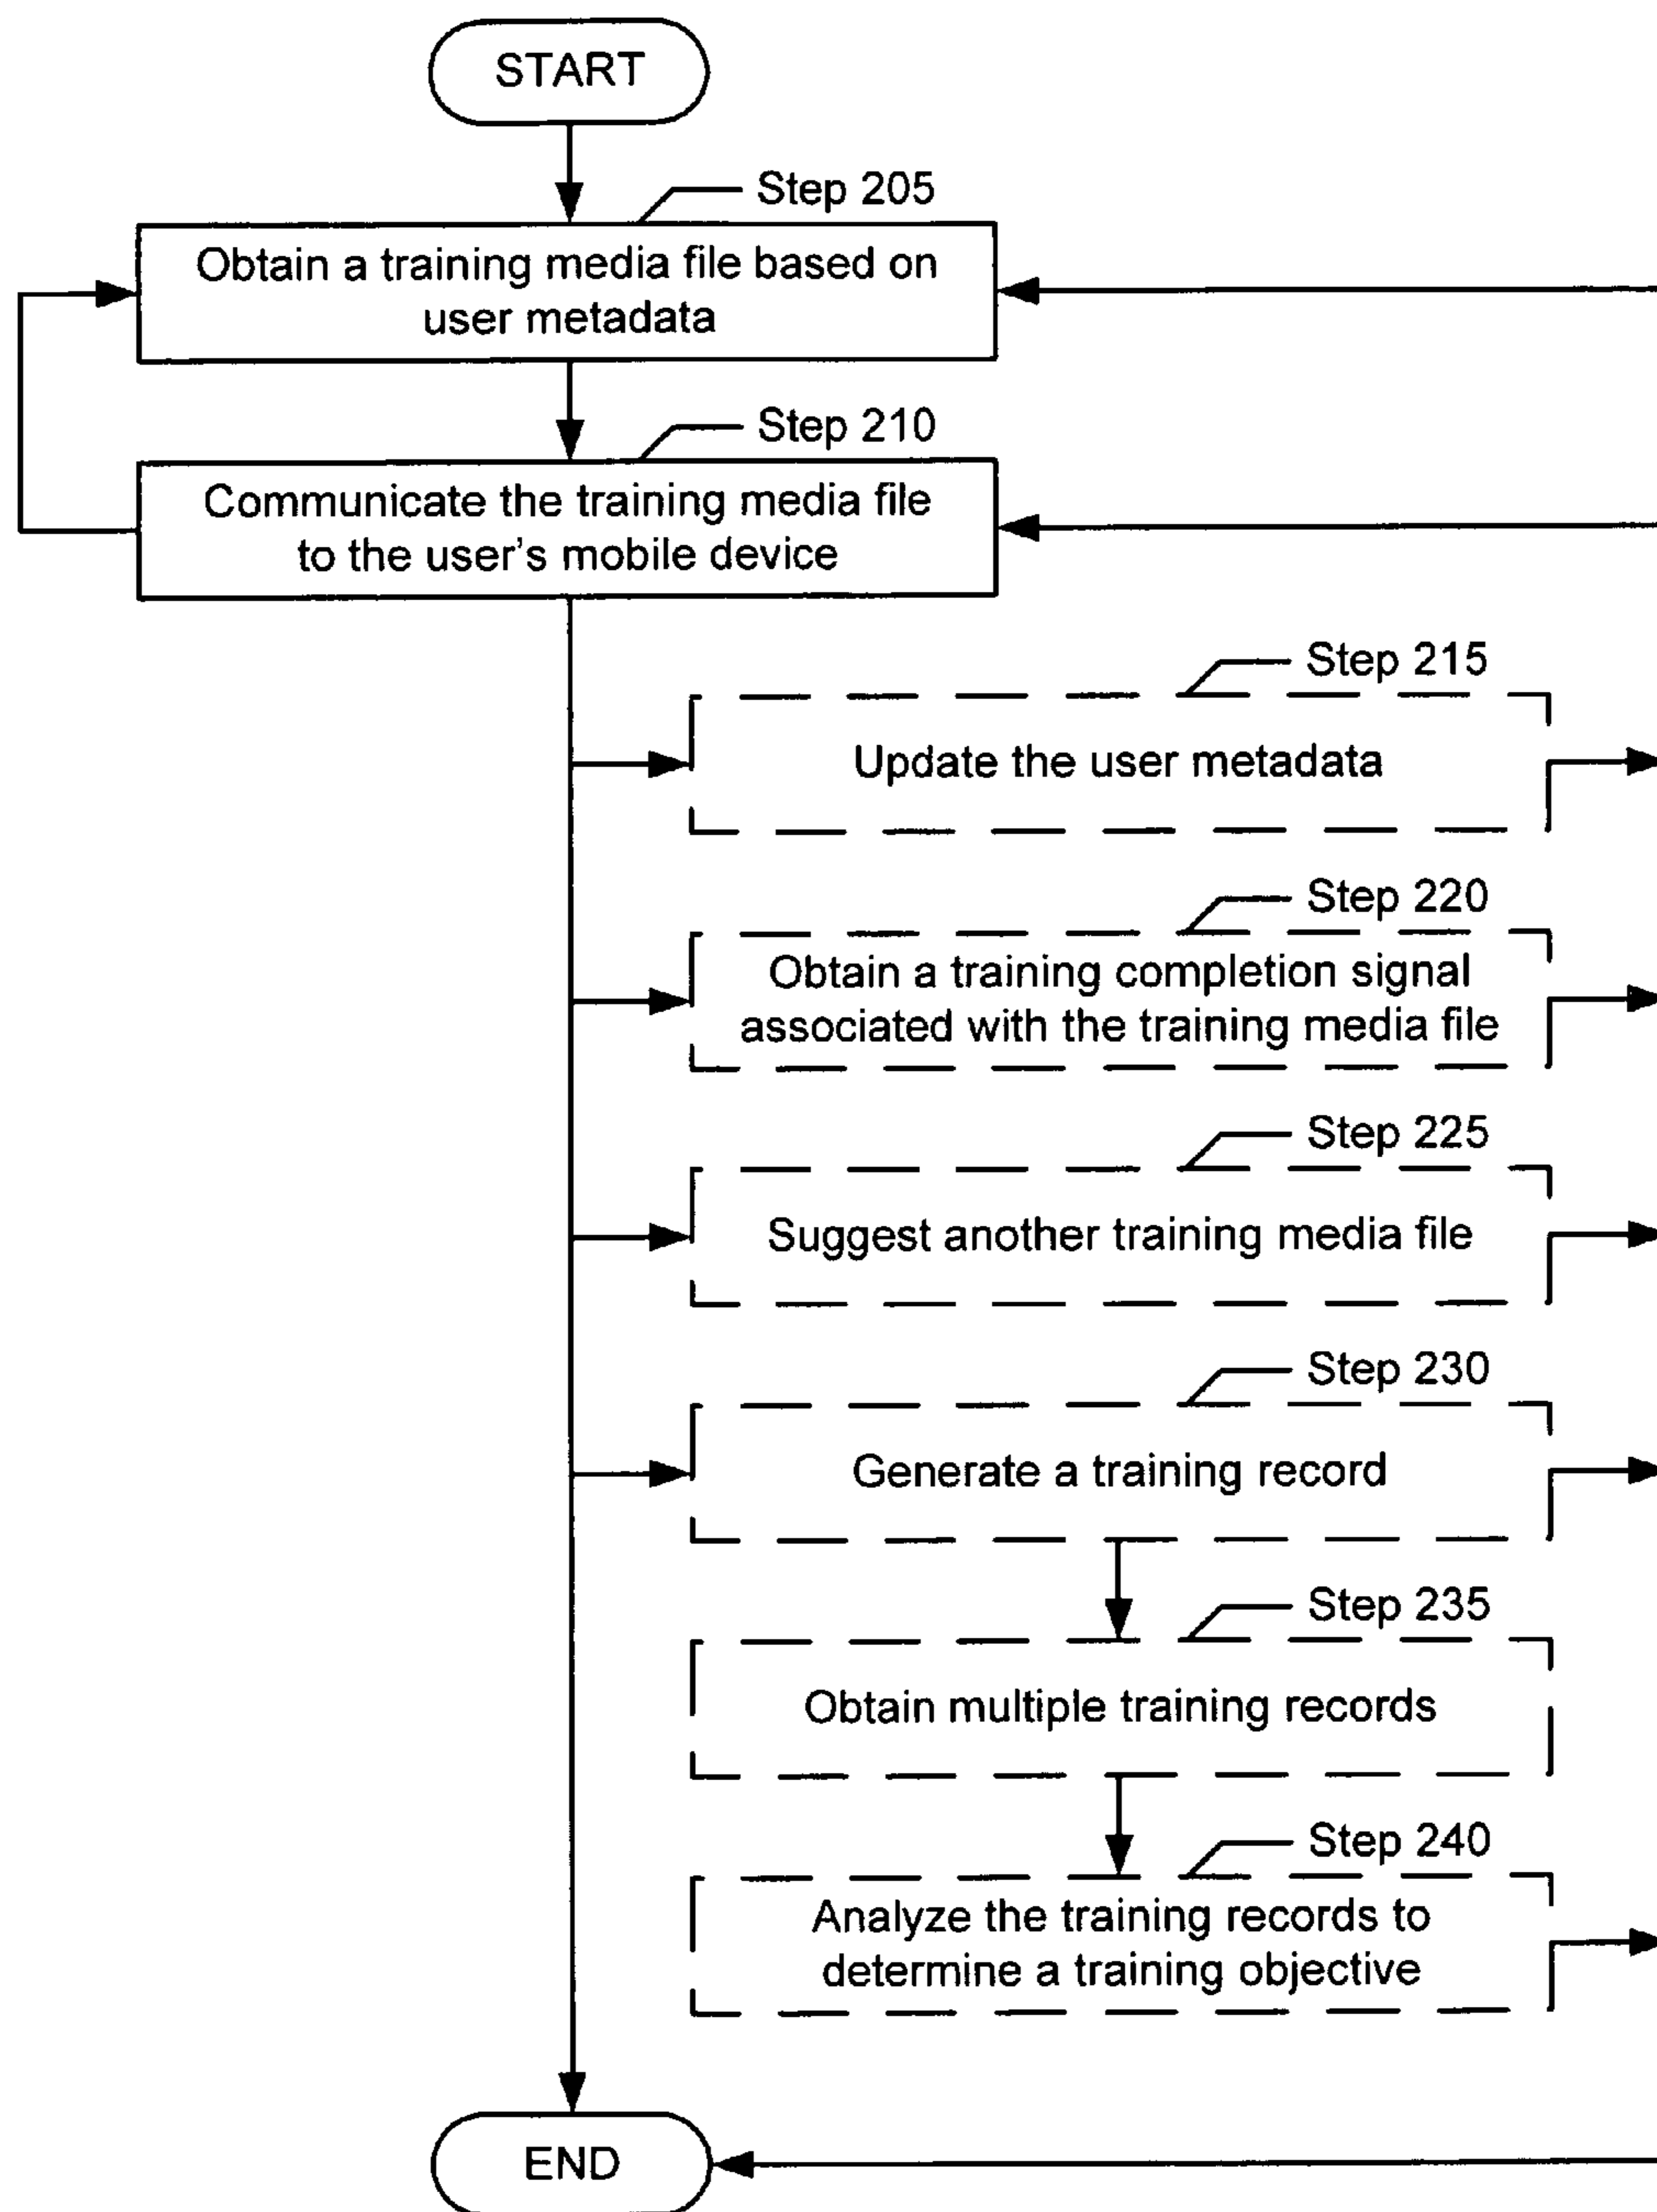 START
Step 205
Obtain a training media file based on
user metadata
Step 210
Communicate the training media file
to the user's mobile device
Step 215
Update the user metadata
Step 220
Obtain a training completion signal
associated with the training media file
Step 225
Suggest another training media file
Step 230
Generate a training record
Step 235
Obtain multiple training records
Step 240
Analyze the training records to
determine a training objective
END